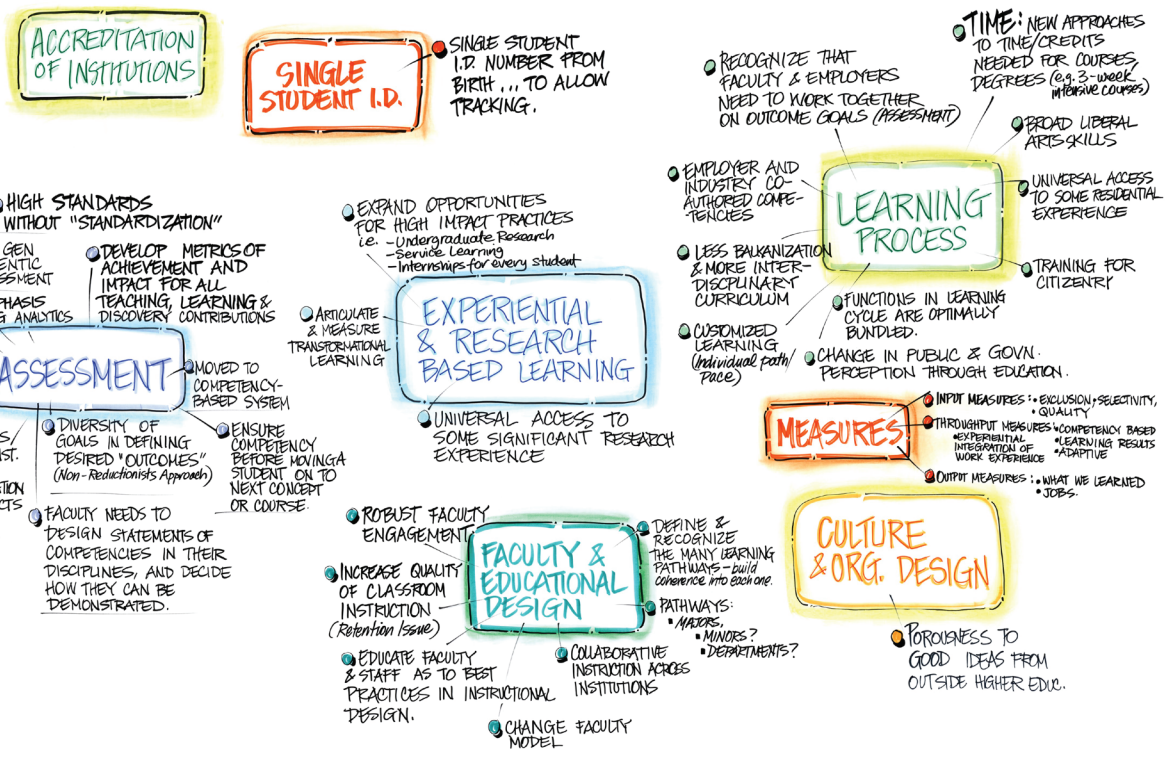 ACCREDITATION
OF INSTITUTIONS
SINGLE
STUDENT I.D.
SINGLE STUDENT
I.D. NUMBER FROM
BIRTH ... TO ALLOW
TRACKING.
HIGH STANDARDS
WITHOUT "STANDARDIZATION"
GEN
ENTIC
SSMENT
PHASIS
G ANALYTICS
DEVELOP METRICS OF
ACHIEVEMENT AND
IMPACT FOR ALL
TEACHING, LEARNING &
DISCOVERY CONTRIBUTIONS
ASSESSMENT
MOVED TO
COMPETENCY-
BASED SYSTEM
DIVERSITY OF
GOALS IN DEFINING
DESIRED "OUTCOMES"
(Non-Reductionists Approach)
ENSURE
COMPETENCY
BEFORE MOVING A
STUDENT ON TO
NEXT CONCEPT
OR COURSE.
S,
ST.
TION
CTS
FACULTY NEEDS TO
DESIGN STATEMENTS OF
COMPETENCIES IN THEIR
DISCIPLINES, AND DECIDE
HOW THEY CAN BE
DEMONSTRATED.
EXPAND OPPORTUNITIES
FOR HIGH IMPACT PRACTICES
i.e. - Undergraduate Research
- Service Learning
- Internships for every student
ARTICULATE
& MEASURE
TRANSFORMATIONAL
LEARNING
EXPERIENTIAL
& RESEARCH
BASED LEARNING
UNIVERSAL ACCESS TO
SOME SIGNIFICANT RESEARCH
EXPERIENCE
ROBUST FACULTY
ENGAGEMENT
INCREASE QUALITY
OF CLASSROOM
INSTRUCTION
(Retention Issue)
EDUCATE FACULTY
& STAFF AS TO BEST
PRACTICES IN INSTRUCTIONAL
DESIGN.
FACULTY &
EDUCATIONAL
DESIGN
DEFINE &
RECOGNIZE
THE MANY LEARNING
PATHWAYS - build
coherence into each one.
PATHWAYS:
• MAJORS,
• MINORS?
• DEPARTMENTS?
COLLABORATIVE
INSTRUCTION ACROSS
INSTITUTIONS
CHANGE FACULTY
MODEL
RECOGNIZE THAT
FACULTY & EMPLOYERS
NEED TO WORK TOGETHER
ON OUTCOME GOALS (ASSESSMENT)
TIME: NEW APPROACHES
TO TIME/CREDITS
NEEDED FOR COURSES,
DEGREES (e.g. 3-week
intensive courses)
BROAD LIBERAL
ARTS SKILLS
EMPLOYER AND
INDUSTRY CO-
AUTHORED COMPE-
TENCIES
LEARNING
PROCESS
UNIVERSAL ACCESS
TO SOME RESIDENTIAL
EXPERIENCE
LESS BALKANIZATION
& MORE INTER-
DISCPLINARY
CURRICULUM
TRAINING FOR
CITIZENRY
FUNCTIONS IN LEARNING
CYCLE ARE OPTIMALLY
BUNDLED.
CUSTOMIZED
LEARNING
(Individual path/
Pace)
CHANGE IN PUBLIC & GOVN.
PERCEPTION THROUGH EDUCATION.
MEASURES
INPUT MEASURES: • EXCLUSION, • SELECTIVITY,
• QUALITY
THROUGHPUT MEASURES: • COMPETENCY BASED
• EXPERIENTIAL INTEGRATION OF WORK EXPERIENCE
• LEARNING RESULTS
• ADAPTIVE
OUTPUT MEASURES: • WHAT WE LEARNED
• JOBS.
CULTURE
& ORG. DESIGN
POROUSNESS TO
GOOD IDEAS FROM
OUTSIDE HIGHER EDUC.